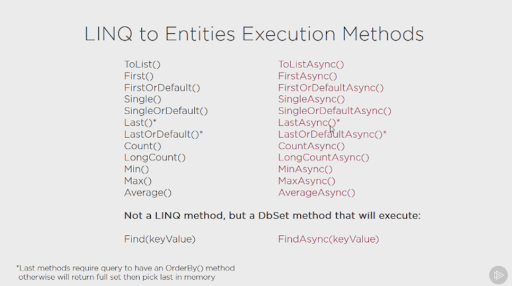 LINQ to Entities Execution Methods
ToList() ToListAsync()
First() FirstAsync()
FirstOrDefault() FirstOrDefaultAsync()
Single() SingleAsync()
SingleOrDefault() SingleOrDefaultAsync()
Last()* LastAsync()*
LastOrDefault()* LastOrDefaultAsync()*
Count() CountAsync()
LongCount() LongCountAsync()
Min() MinAsync()
Max() MaxAsync()
Average() AverageAsync()
Not a LINQ method, but a DbSet method that will execute:
Find(keyValue) FindAsync(keyValue)
*Last methods require query to have an OrderBy() method
otherwise will return full set then pick last in memory